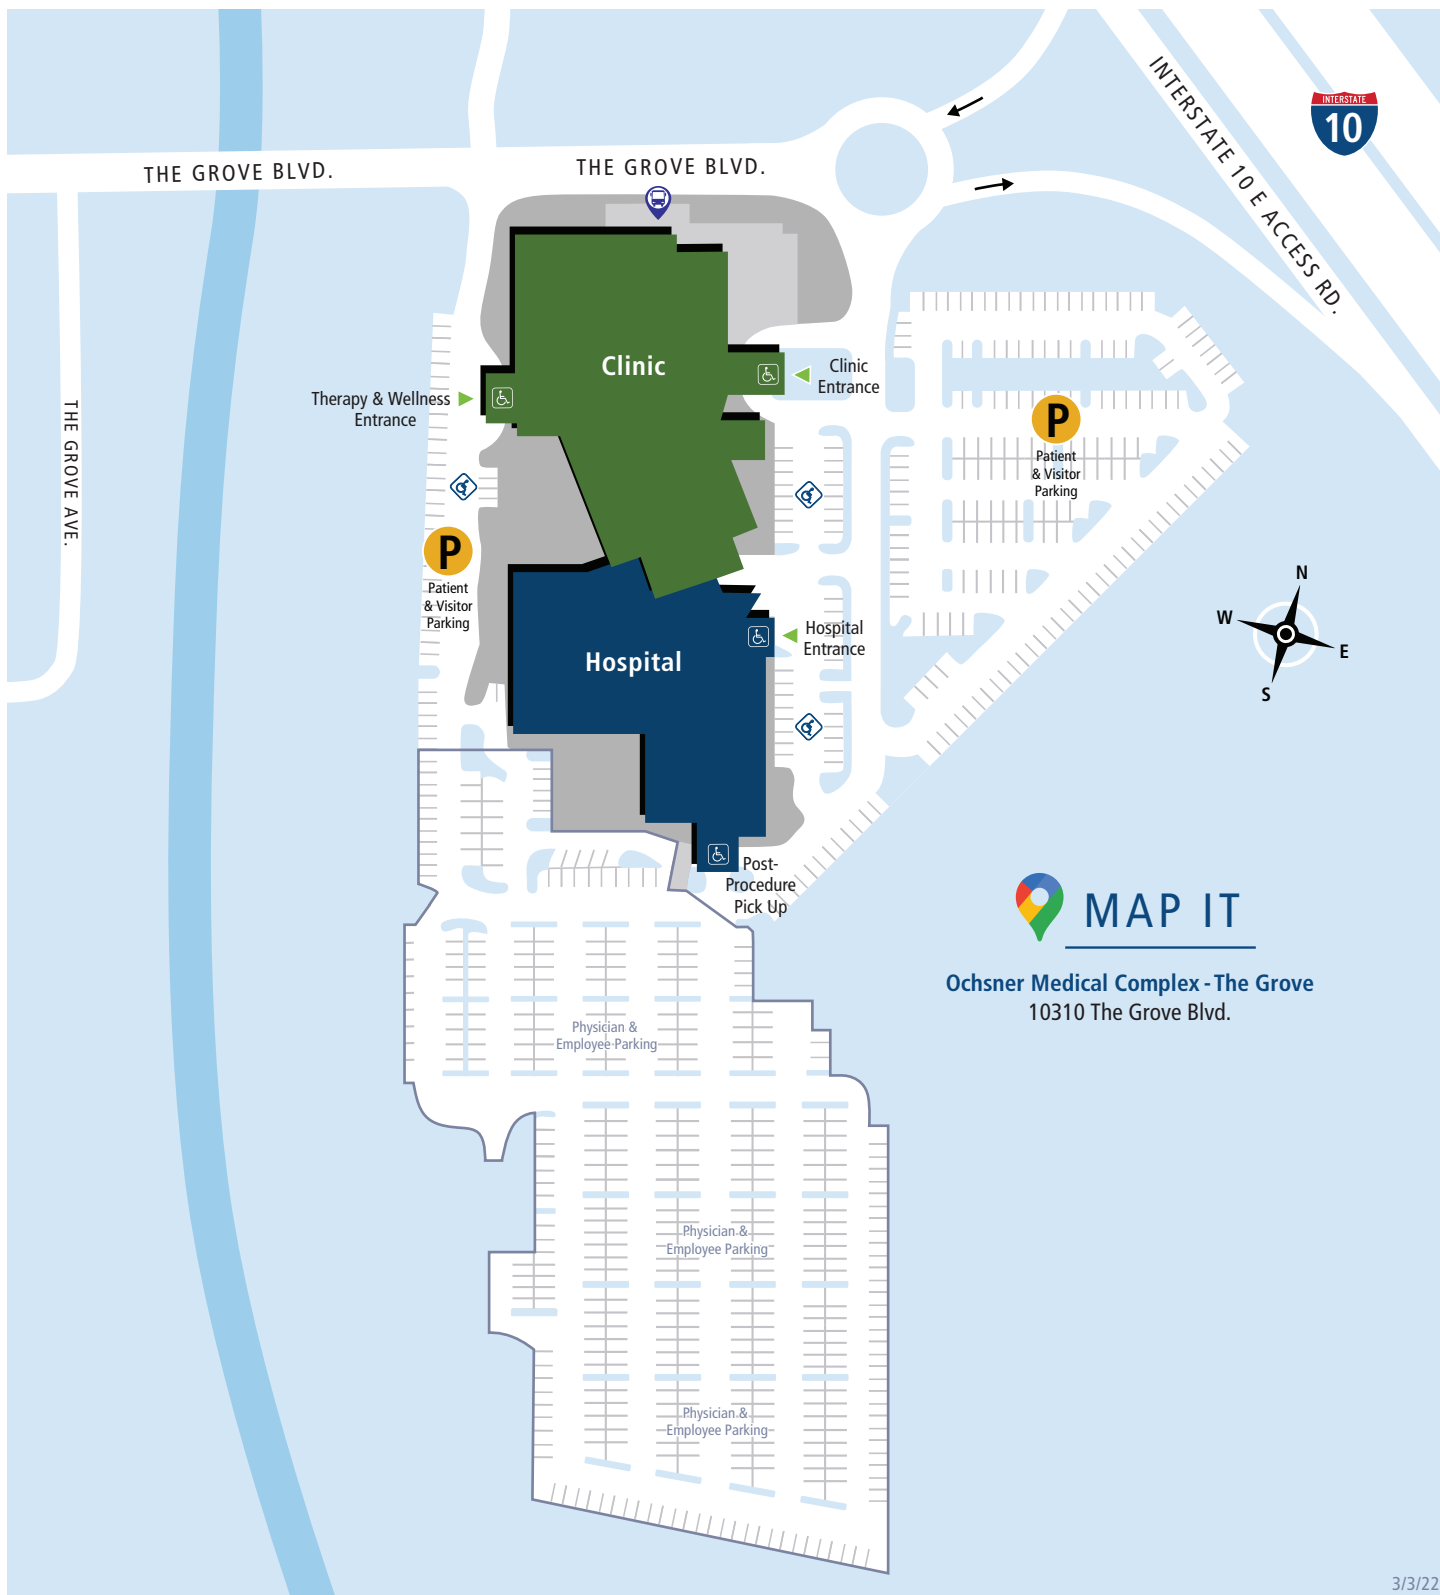 INTERSTATE
10
INTERSTATE 10 E ACCESS RD.
THE GROVE BLVD.
THE GROVE BLVD.
Clinic
Clinic
Entrance
Therapy & Wellness
Entrance
THE GROVE AVE.
P
Patient
& Visitor
Parking
P
Patient
& Visitor
Parking
N
W
E
S
Hospital
Entrance
Hospital
Post-
Procedure
Pick Up
MAP IT
Ochsner Medical Complex - The Grove
10310 The Grove Blvd.
Physician &
Employee Parking
Physician &
Employee Parking
Physician &
Employee Parking
3/3/22